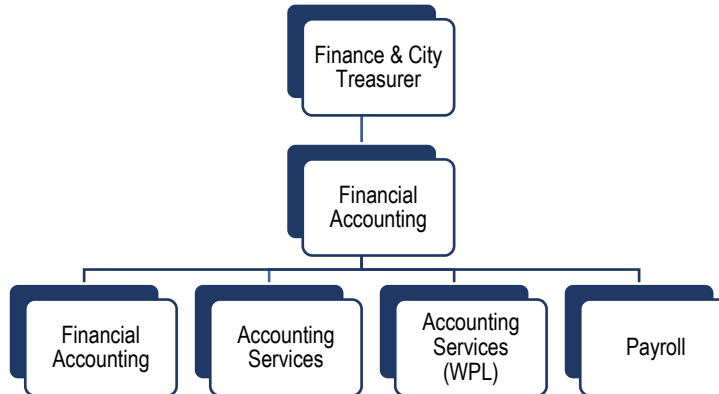 Finance & City
Treasurer
Financial
Accounting
Financial
Accounting
Accounting
Services
Accounting
Services
(WPL)
Payroll